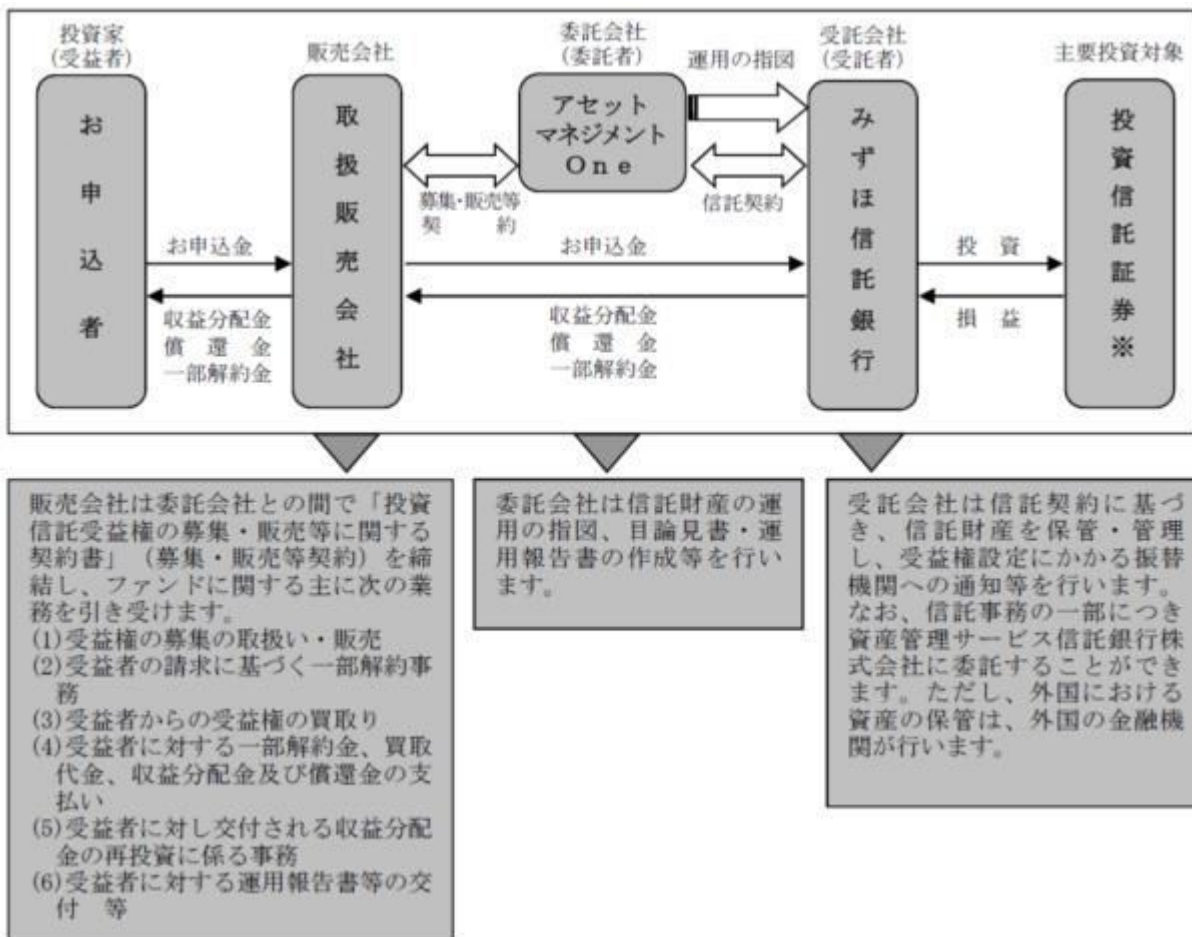 投資家
(受益者)
販売会社
委託会社
(委託者)
運用の指図
受託会社
(受託者)
主要投資対象
お申込者
取扱販売会社
アセット
マネジメント
One
みずほ信託銀行
投資信託証券※
募集・販売等
契　約
信託契約
お申込金
お申込金
投　資
収益分配金
償　還　金
一部解約金
収益分配金
償　還　金
一部解約金
損　益
販売会社は委託会社との間で「投資
信託受益権の募集・販売等に関する
契約書」（募集・販売等契約）を締
結し、ファンドに関する主に次の業
務を引き受けます。
(1)受益権の募集の取扱い・販売
(2)受益者の請求に基づく一部解約事
務
(3)受益者からの受益権の買取り
(4)受益者に対する一部解約金、買取
代金、収益分配金及び償還金の支
払い
(5)受益者に対し交付される収益分配
金の再投資に係る事務
(6)受益者に対する運用報告書等の交
付　等
委託会社は信託財産の運
用の指図、目論見書・運
用報告書の作成等を行い
ます。
受託会社は信託契約に基づ
き、信託財産を保管・管理
し、受益権設定にかかる振替
機関への通知等を行います。
なお、信託事務の一部につき
資産管理サービス信託銀行株
式会社に委託することができ
ます。ただし、外国における
資産の保管は、外国の金融機
関が行います。